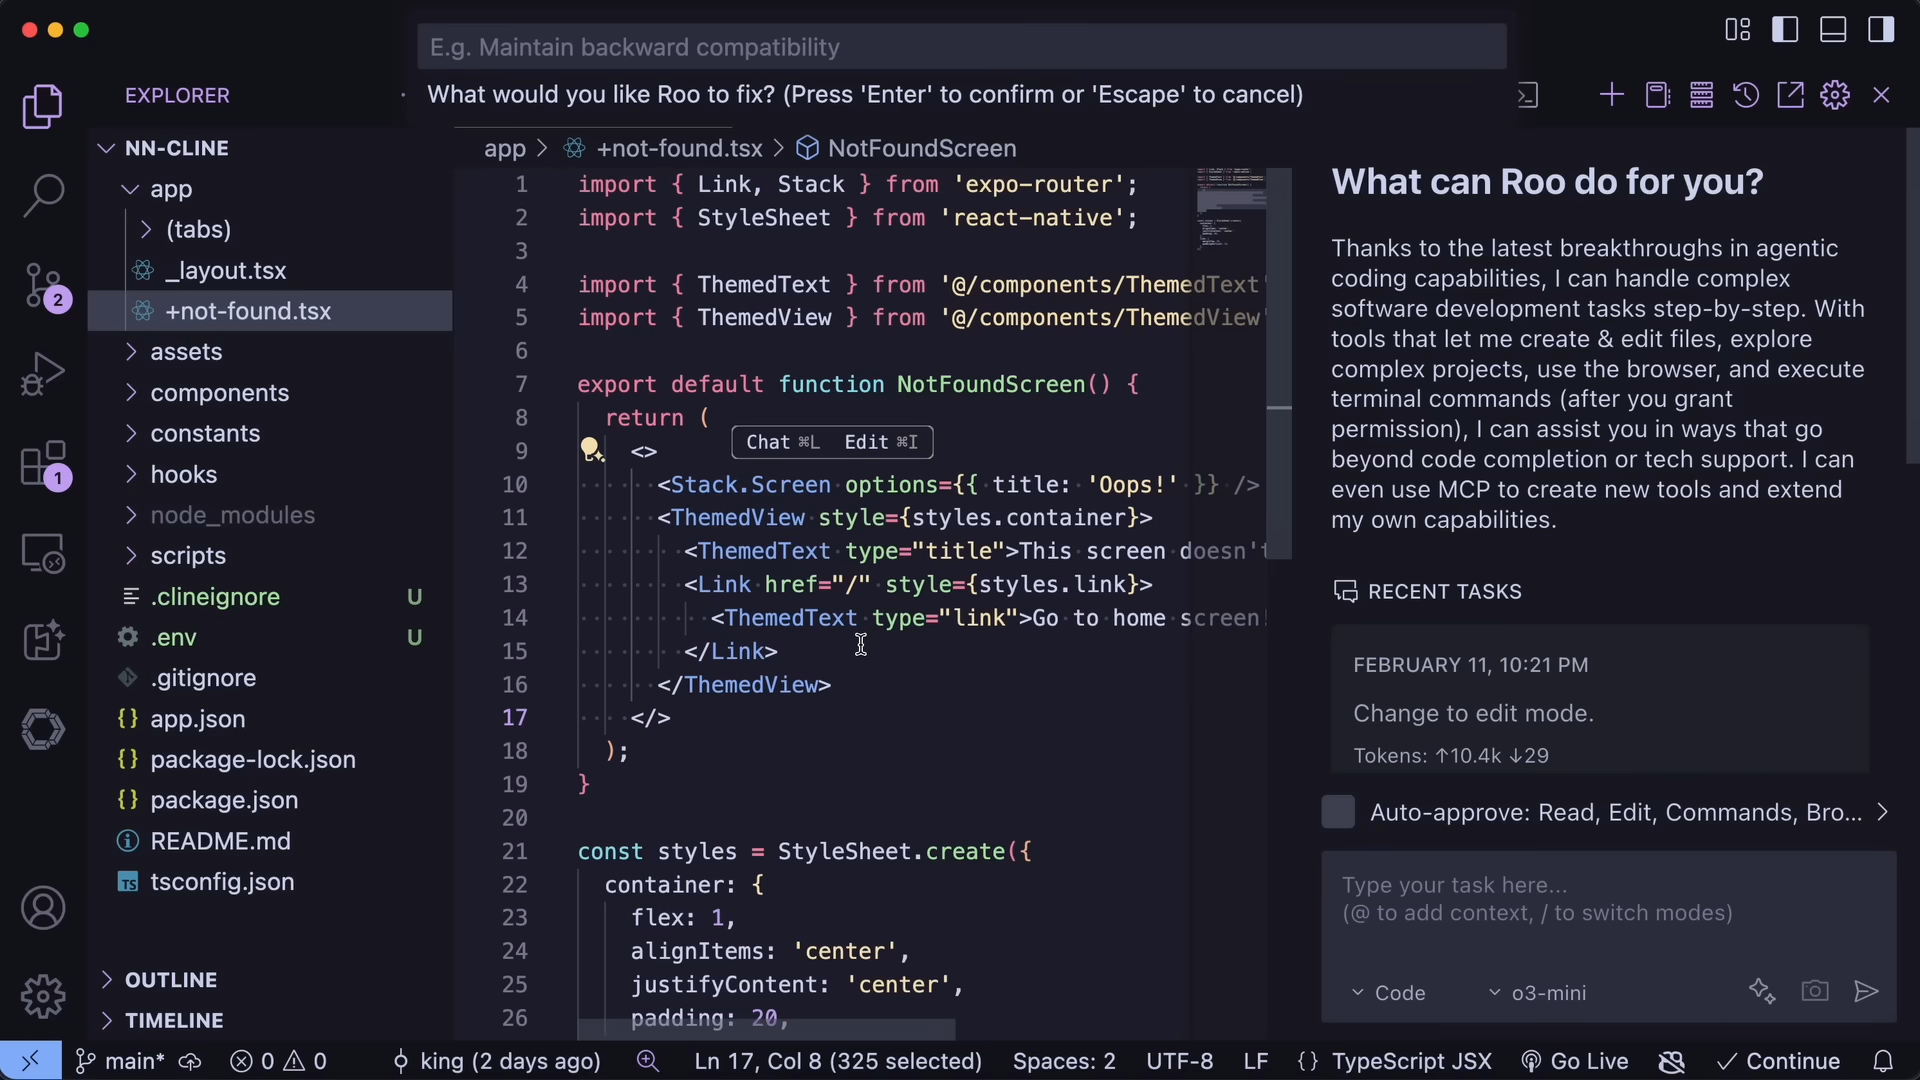 E.g. Maintain backward compatibility
What would you like Roo to fix? (Press 'Enter' to confirm or 'Escape' to cancel)
EXPLORER
NN-CLINE
app
(tabs)
_layout.tsx
+not-found.tsx
assets
components
constants
hooks
node_modules
scripts
.clineignore U
.env U
.gitignore
app.json
package-lock.json
package.json
README.md
tsconfig.json
OUTLINE
TIMELINE
2
1
app > +not-found.tsx > NotFoundScreen
1 import { Link, Stack } from 'expo-router';
2 import { StyleSheet } from 'react-native';
3
4 import { ThemedText } from '@/components/ThemedText'
5 import { ThemedView } from '@/components/ThemedView'
6
7 export default function NotFoundScreen() {
8 return (
Chat ⌘L Edit ⌘I
9 <>
10 <Stack.Screen options={{ title: 'Oops!' }} />
11 <ThemedView style={styles.container}>
12 <ThemedText type="title">This screen doesn't
13 <Link href="/" style={styles.link}>
14 <ThemedText type="link">Go to home screen!
15 </Link>
16 </ThemedView>
17 </>
18 );
19 }
20
21 const styles = StyleSheet.create({
22 container: {
23 flex: 1,
24 alignItems: 'center',
25 justifyContent: 'center',
26 padding: 20,
What can Roo do for you?
Thanks to the latest breakthroughs in agentic
coding capabilities, I can handle complex
software development tasks step-by-step. With
tools that let me create & edit files, explore
complex projects, use the browser, and execute
terminal commands (after you grant
permission), I can assist you in ways that go
beyond code completion or tech support. I can
even use MCP to create new tools and extend
my own capabilities.
RECENT TASKS
FEBRUARY 11, 10:21 PM
Change to edit mode.
Tokens: ↑10.4k ↓29
Auto-approve: Read, Edit, Commands, Bro...
Type your task here...
(@ to add context, / to switch modes)
Code o3-mini
main* 0 0 king (2 days ago) Ln 17, Col 8 (325 selected) Spaces: 2 UTF-8 LF {} TypeScript JSX Go Live Continue